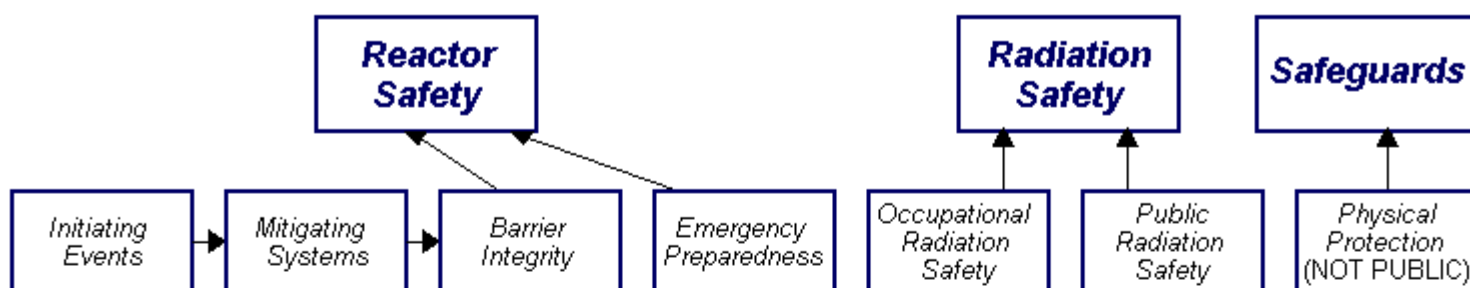 Reactor
Safety
Radiation
Safety
Safeguards
Initiating
Events
Mitigating
Systems
Barrier
Integrity
Emergency
Preparedness
Occupational
Radiation
Safety
Public
Radiation
Safety
Physical
Protection
(NOT PUBLIC)